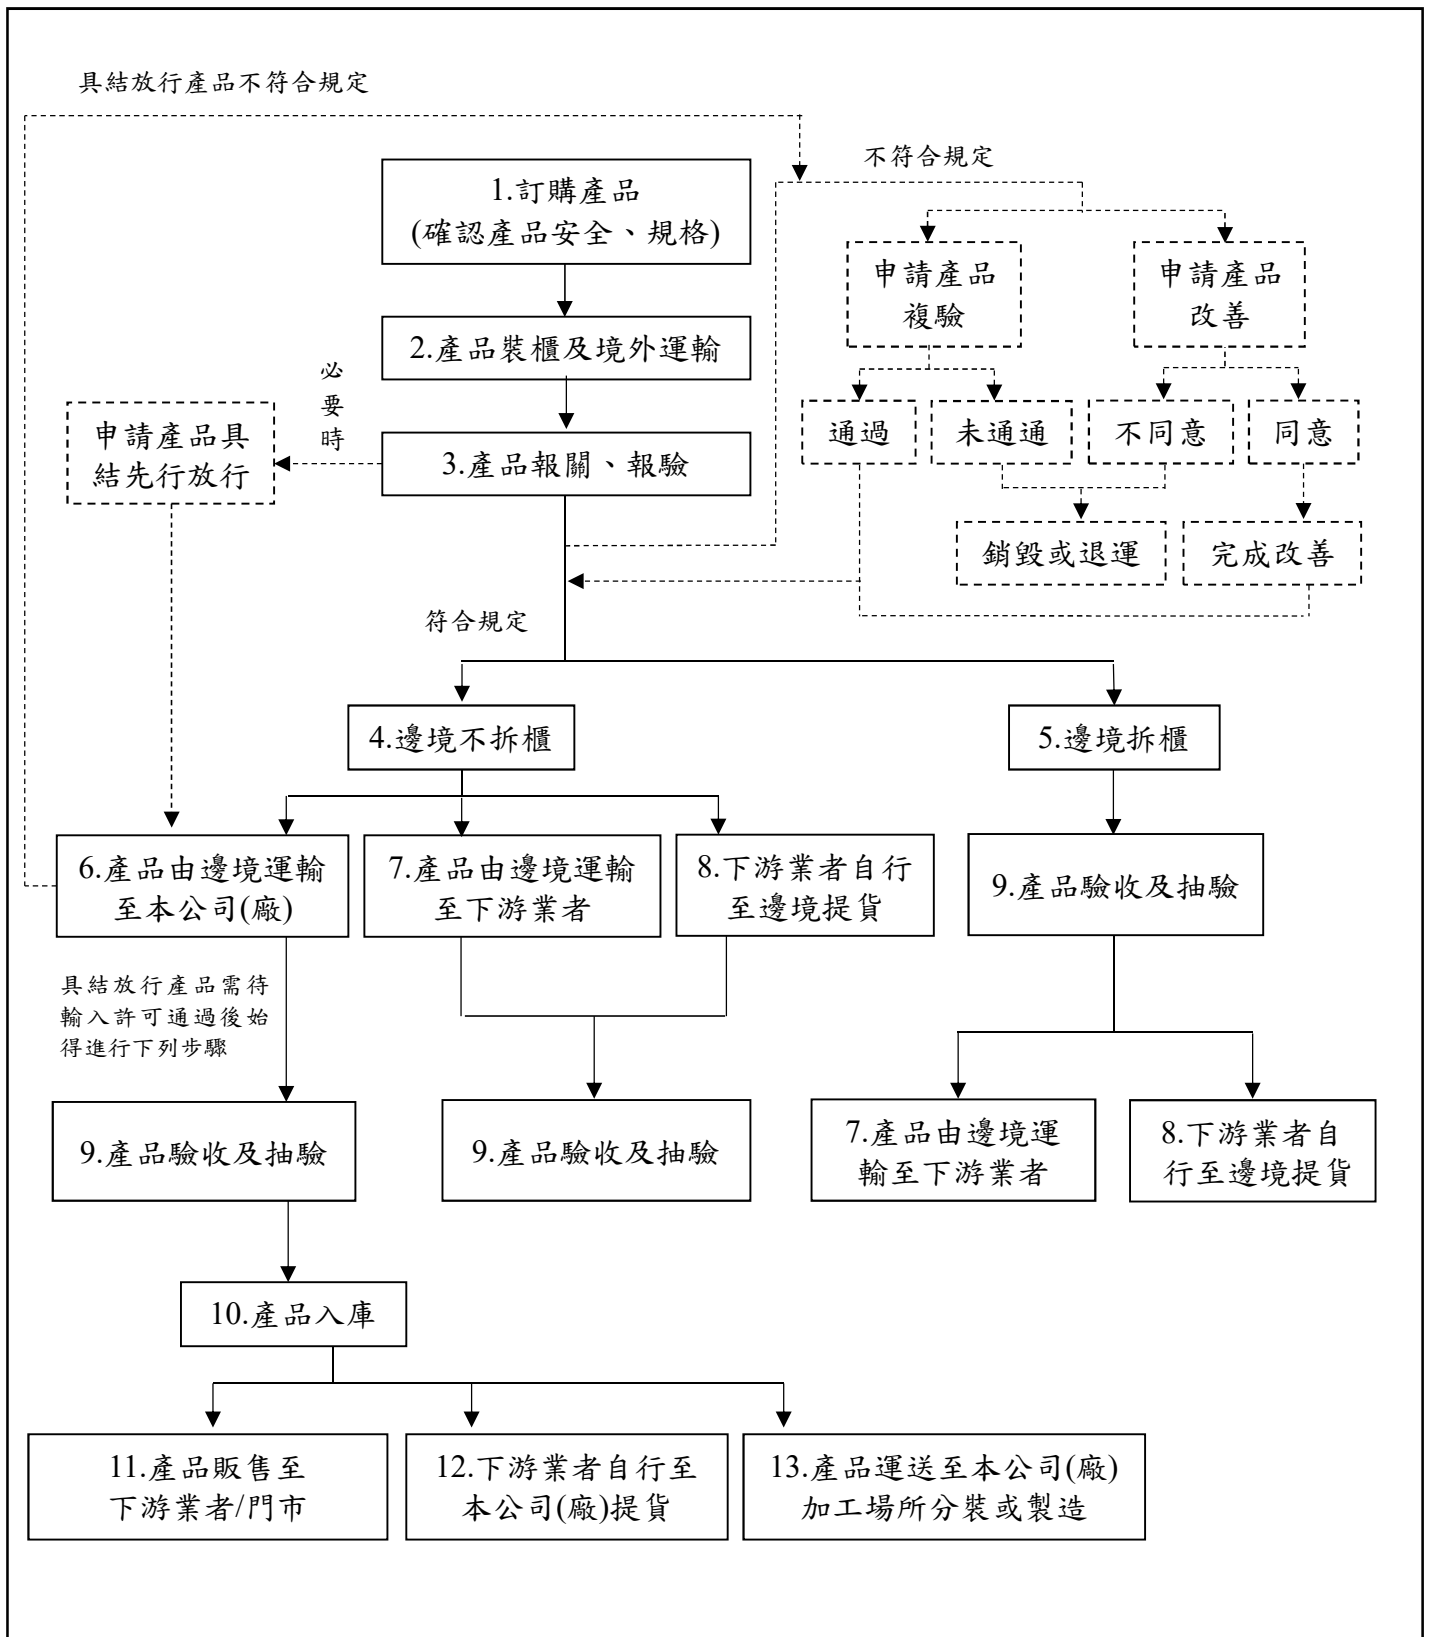 具結放行產品不符合規定
不符合規定
1.訂購產品
(確認產品安全、規格)
申請產品
複驗
申請產品
改善
2.產品裝櫃及境外運輸
必
要
時
申請產品具
結先行放行
3.產品報關、報驗
通過
未通通
不同意
同意
銷毀或退運
完成改善
符合規定
4.邊境不拆櫃
5.邊境拆櫃
6.產品由邊境運輸
至本公司(廠)
7.產品由邊境運輸
至下游業者
8.下游業者自行
至邊境提貨
9.產品驗收及抽驗
具結放行產品需待
輸入許可通過後始
得進行下列步驟
9.產品驗收及抽驗
9.產品驗收及抽驗
7.產品由邊境運
輸至下游業者
8.下游業者自
行至邊境提貨
10.產品入庫
11.產品販售至
下游業者/門市
12.下游業者自行至
本公司(廠)提貨
13.產品運送至本公司(廠)
加工場所分裝或製造